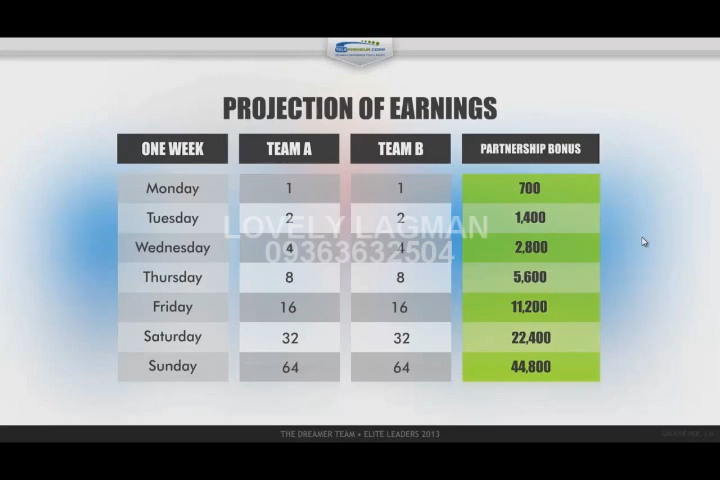 PROJECTION OF EARNINGS
ONE WEEK TEAM A TEAM B PARTNERSHIP BONUS
Monday 1 1 700
Tuesday 2 2 1,400
LOVELY LAGMAN
Wednesday 4 4 2,800
09363632504
Thursday 8 8 5,600
Friday 16 16 11,200
Saturday 32 32 22,400
Sunday 64 64 44,800
THE DREAMER TEAM • ELITE LEADERS 2013